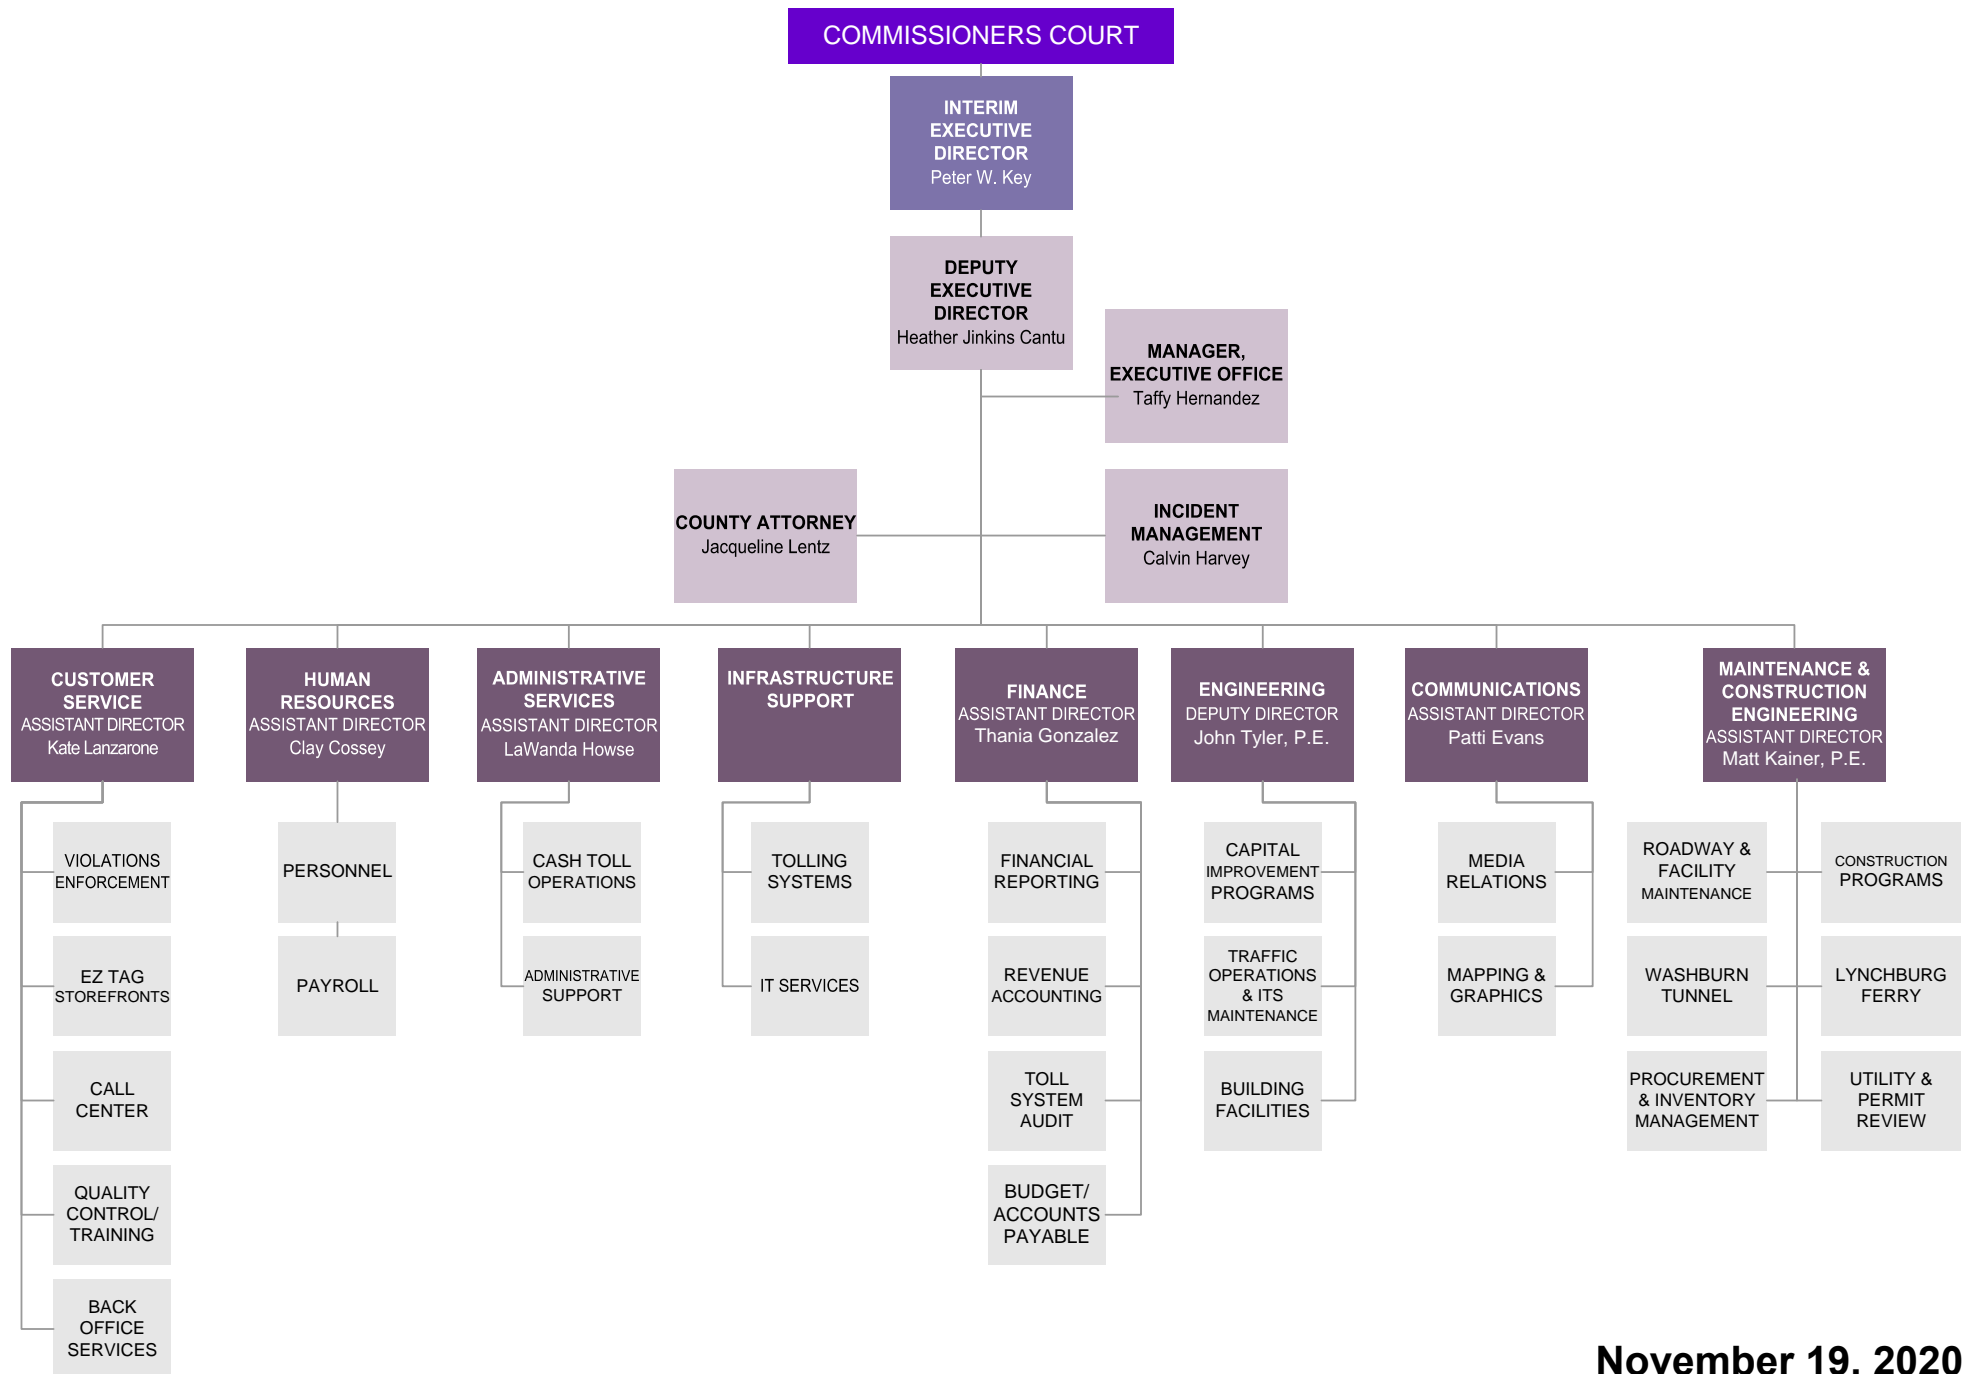 COMMISSIONERS COURT
INTERIM
EXECUTIVE
DIRECTOR
Peter W. Key
DEPUTY
EXECUTIVE
DIRECTOR
Heather Jinkins Cantu
MANAGER,
EXECUTIVE OFFICE
Taffy Hernandez
COUNTY ATTORNEY
Jacqueline Lentz
INCIDENT
MANAGEMENT
Calvin Harvey
CUSTOMER
SERVICE
ASSISTANT DIRECTOR
Kate Lanzarone
HUMAN
RESOURCES
ASSISTANT DIRECTOR
Clay Cossey
ADMINISTRATIVE
SERVICES
ASSISTANT DIRECTOR
LaWanda Howse
INFRASTRUCTURE
SUPPORT
FINANCE
ASSISTANT DIRECTOR
Thania Gonzalez
ENGINEERING
DEPUTY DIRECTOR
John Tyler, P.E.
COMMUNICATIONS
ASSISTANT DIRECTOR
Patti Evans
MAINTENANCE &
CONSTRUCTION
ENGINEERING
ASSISTANT DIRECTOR
Matt Kainer, P.E.
VIOLATIONS
ENFORCEMENT
EZ TAG
STOREFRONTS
CALL
CENTER
QUALITY
CONTROL/
TRAINING
BACK
OFFICE
SERVICES
PERSONNEL
PAYROLL
CASH TOLL
OPERATIONS
ADMINISTRATIVE
SUPPORT
TOLLING
SYSTEMS
IT SERVICES
FINANCIAL
REPORTING
REVENUE
ACCOUNTING
TOLL
SYSTEM
AUDIT
BUDGET/
ACCOUNTS
PAYABLE
CAPITAL
IMPROVEMENT
PROGRAMS
TRAFFIC
OPERATIONS
& ITS
MAINTENANCE
BUILDING
FACILITIES
MEDIA
RELATIONS
MAPPING &
GRAPHICS
ROADWAY &
FACILITY
MAINTENANCE
CONSTRUCTION
PROGRAMS
WASHBURN
TUNNEL
LYNCHBURG
FERRY
PROCUREMENT
& INVENTORY
MANAGEMENT
UTILITY &
PERMIT
REVIEW
November 19, 2020